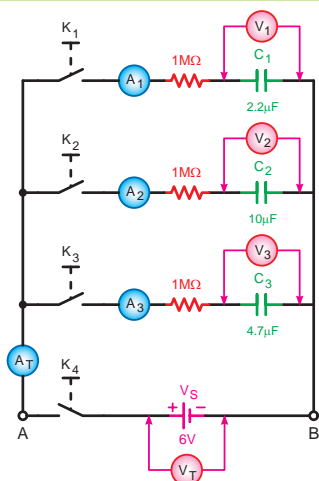 K1
A1
1MΩ
V1
C1
2.2μF
K2
A2
1MΩ
V2
C2
10μF
K3
A3
1MΩ
V3
C3
4.7μF
AT
K4
VS
+ −
6V
A
B
VT